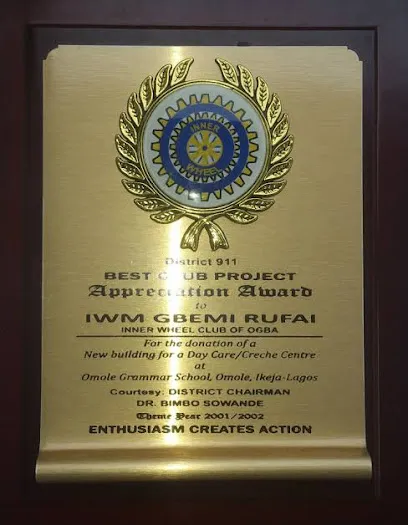 INNER
WHEEL
District 911
BEST CLUB PROJECT
Appreciation Award
to
IWM GBEMI RUFAI
INNER WHEEL CLUB OF OGBA
For the donation of a
New building for a Day Care/Creche Centre
at
Omole Grammar School, Omole, Ikeja-Lagos
Courtesy: DISTRICT CHAIRMAN
DR. BIMBO SOWANDE
Theme Year 2001/2002
ENTHUSIASM CREATES ACTION